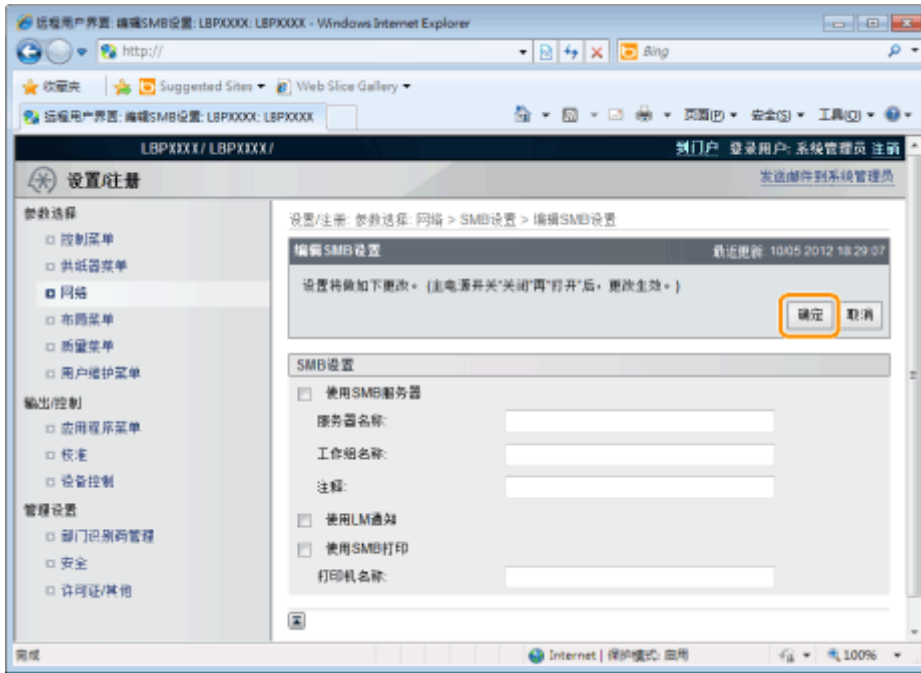 远程用户界面: 编辑SMB设置: LBPXXXX: LBPXXXX - Windows Internet Explorer
http://
Bing
收藏夹 Suggested Sites Web Slice Gallery
远程用户界面: 编辑SMB设置: LBPXXXX: LBPXXXX
页面(P) 安全(S) 工具(O)
LBPXXXX/ LBPXXXX/
到门户 登录用户: 系统管理员 注销
设置/注册
发送邮件到系统管理员
参数选择
控制菜单
供纸器菜单
网络
布局菜单
质量菜单
用户维护菜单
输出/控制
应用程序菜单
校准
设备控制
管理设置
部门识别码管理
安全
许可证/其他
设置/注册: 参数选择: 网络 > SMB设置 > 编辑SMB设置
编辑SMB设置
最近更新: 10/05 2012 18:29:07
设置将做如下更改。(主电源开关"关闭"再"打开"后，更改生效。)
确定 取消
SMB设置
使用SMB服务器
服务器名称:
工作组名称:
注释:
使用LM通知
使用SMB打印
打印机名称:
完成
Internet | 保护模式: 启用
100%